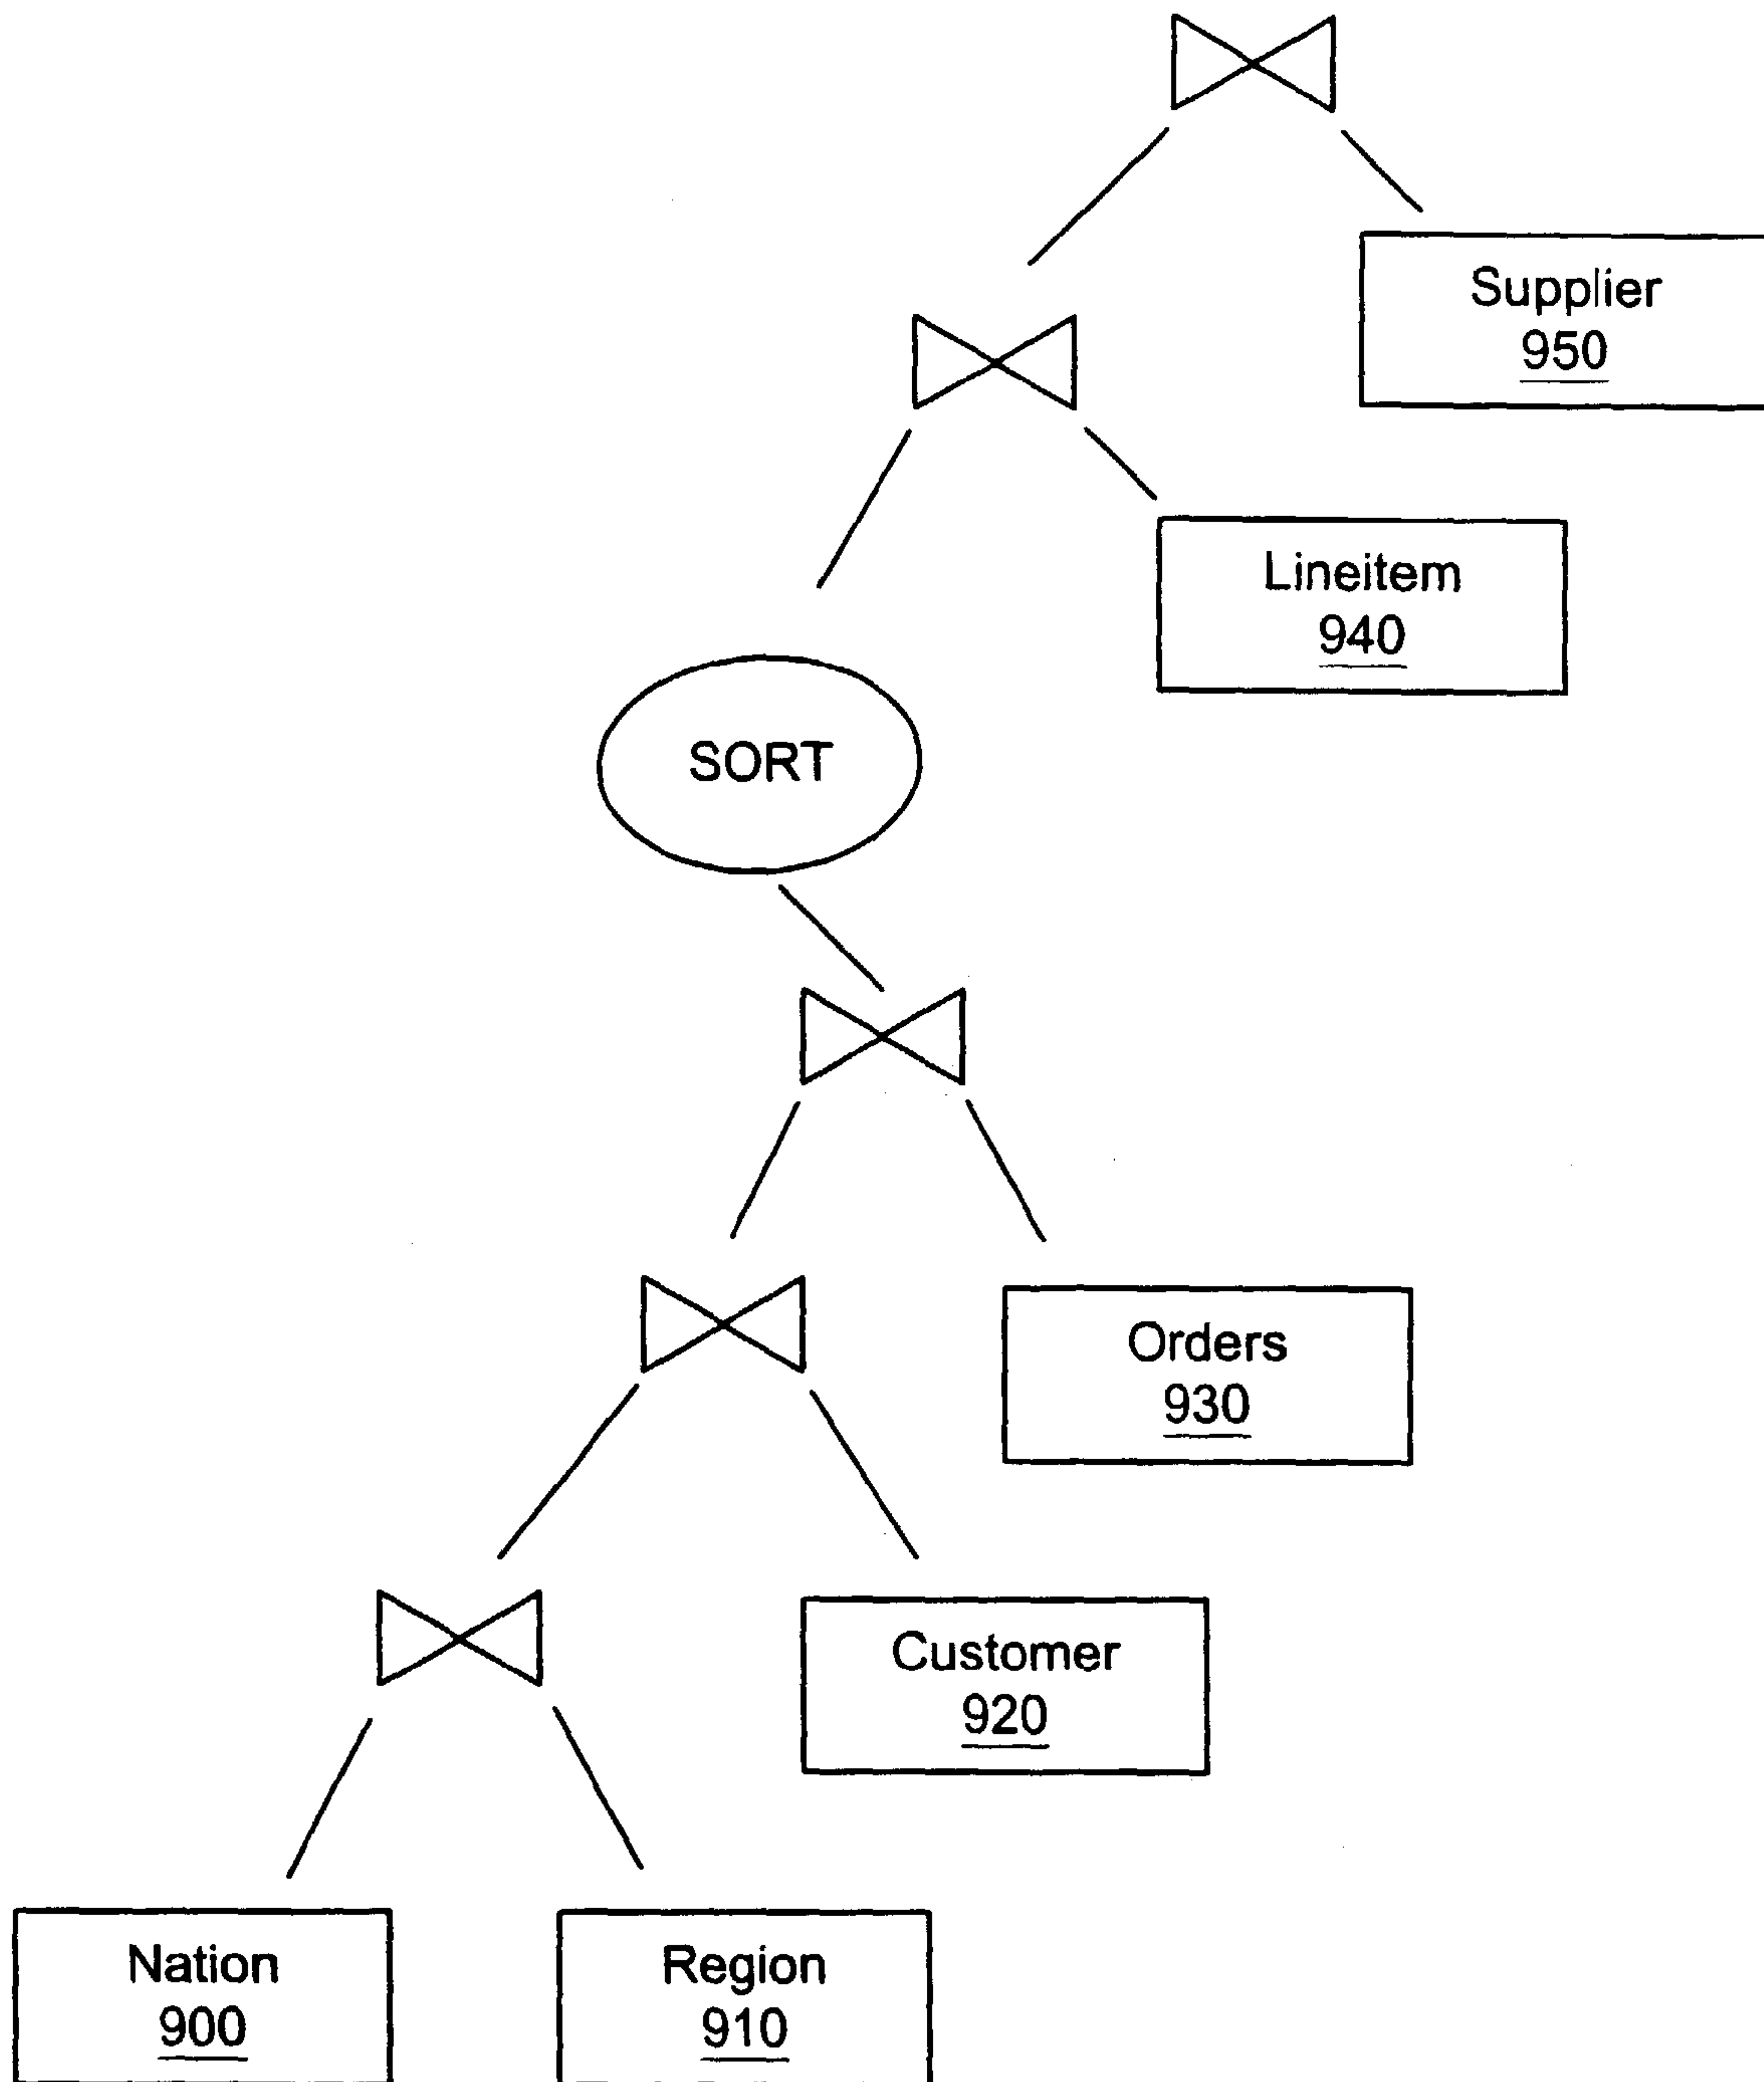 Supplier
950
Lineitem
940
SORT
Orders
930
Customer
920
Nation
900
Region
910